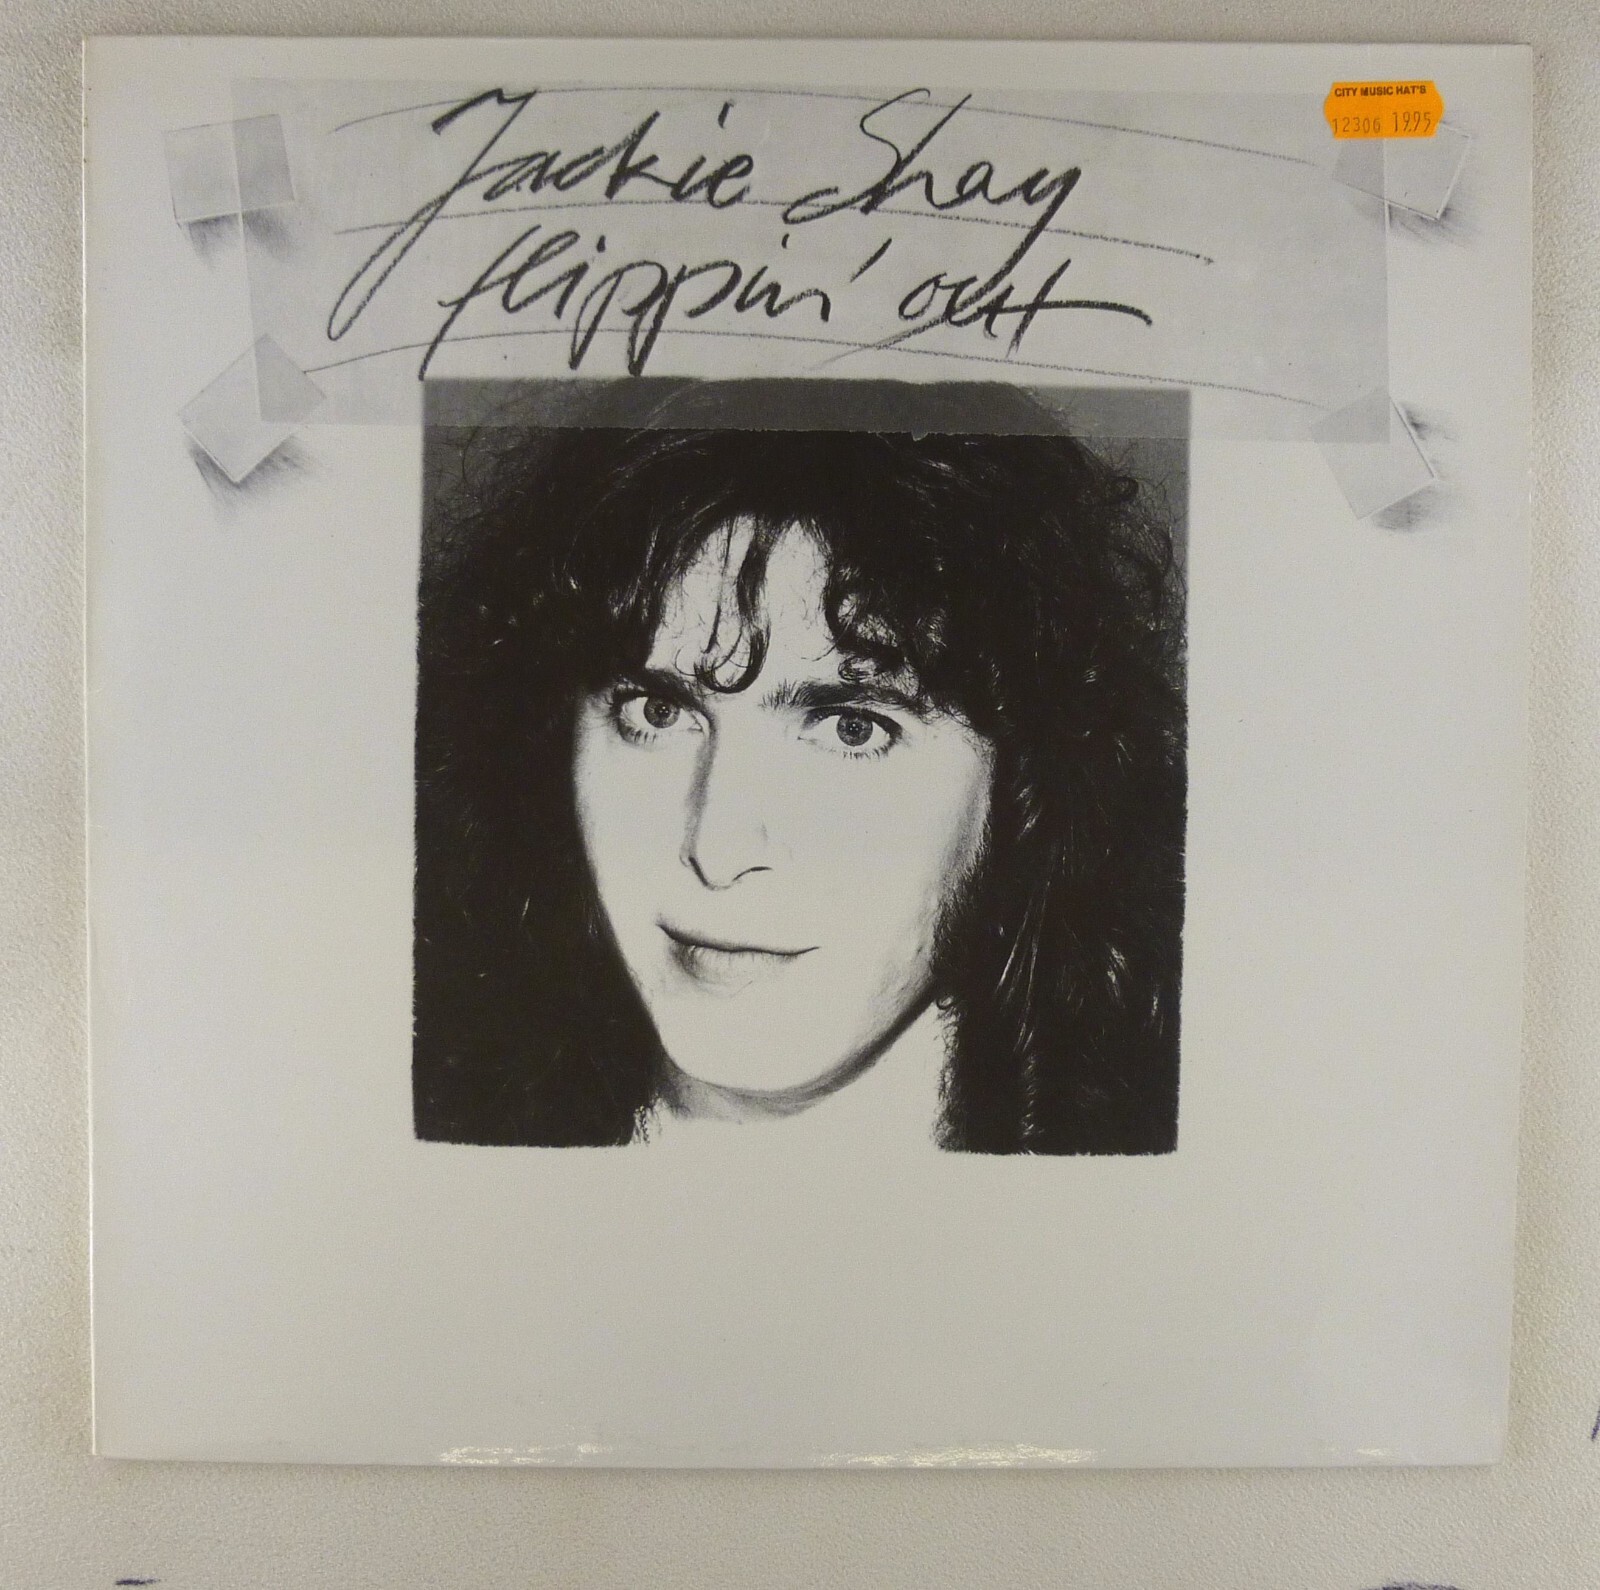 Jackie Shay
flippin' out
CITY MUSIC HAT'S
12306 19.95